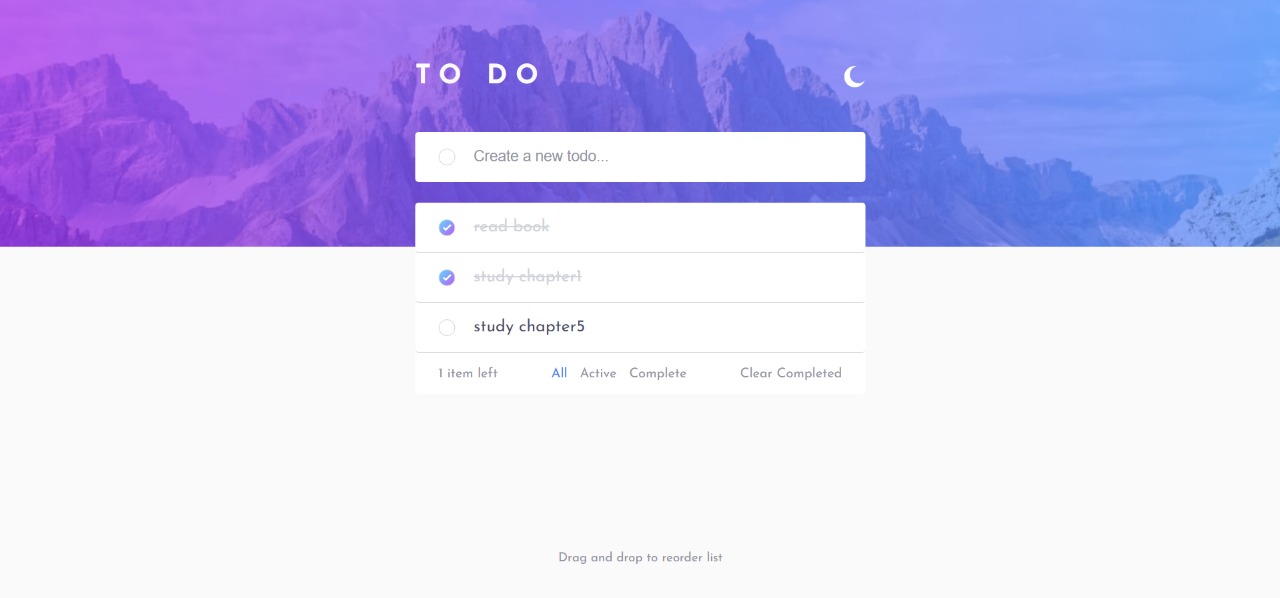 TO DO
Create a new todo...
read book
study chapter1
study chapter5
1 item left All Active Complete Clear Completed
Drag and drop to reorder list